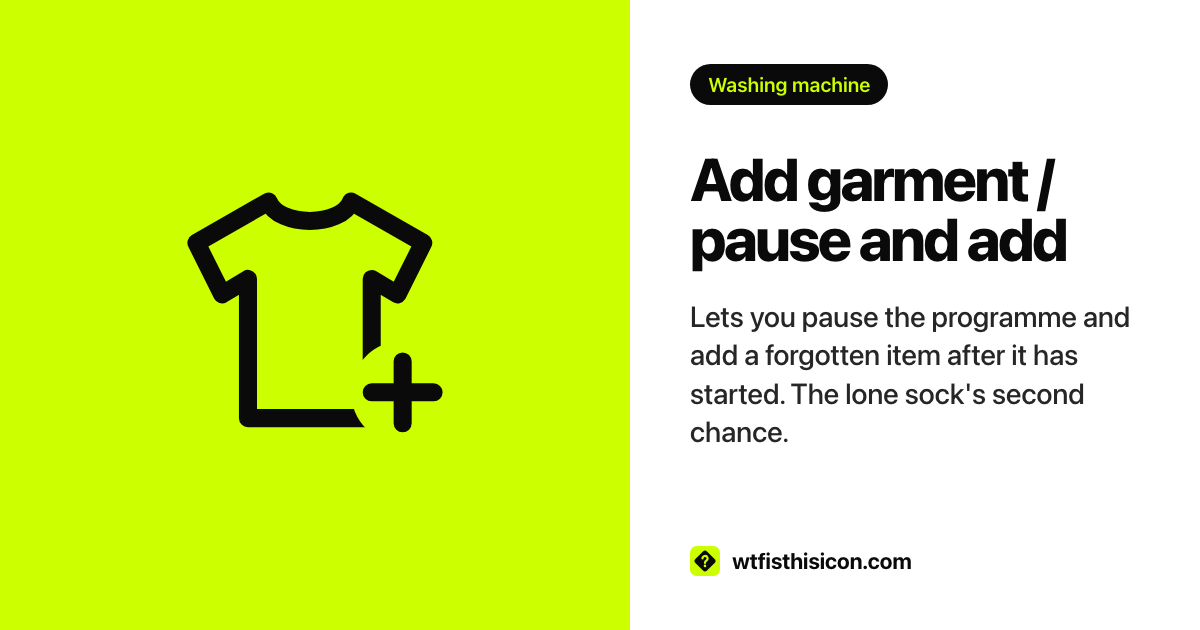 Washing machine
Add garment /
pause and add
Lets you pause the programme and
add a forgotten item after it has
started. The lone sock's second
chance.
?
wtfisthisicon.com